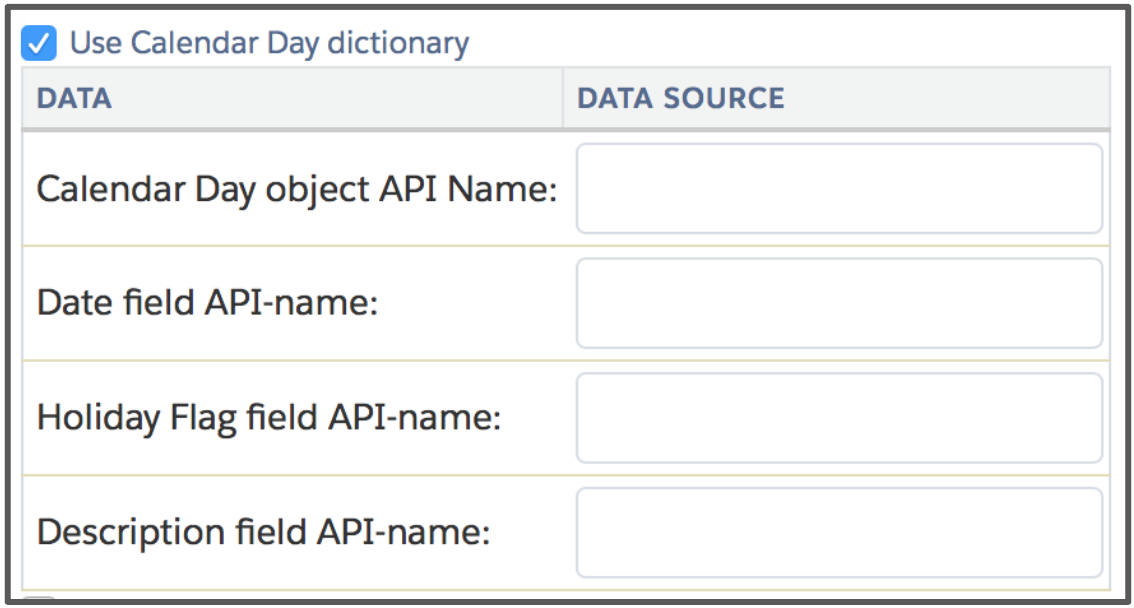 Use Calendar Day dictionary
DATA
DATA SOURCE
Calendar Day object API Name:
Date field API-name:
Holiday Flag field API-name:
Description field API-name: